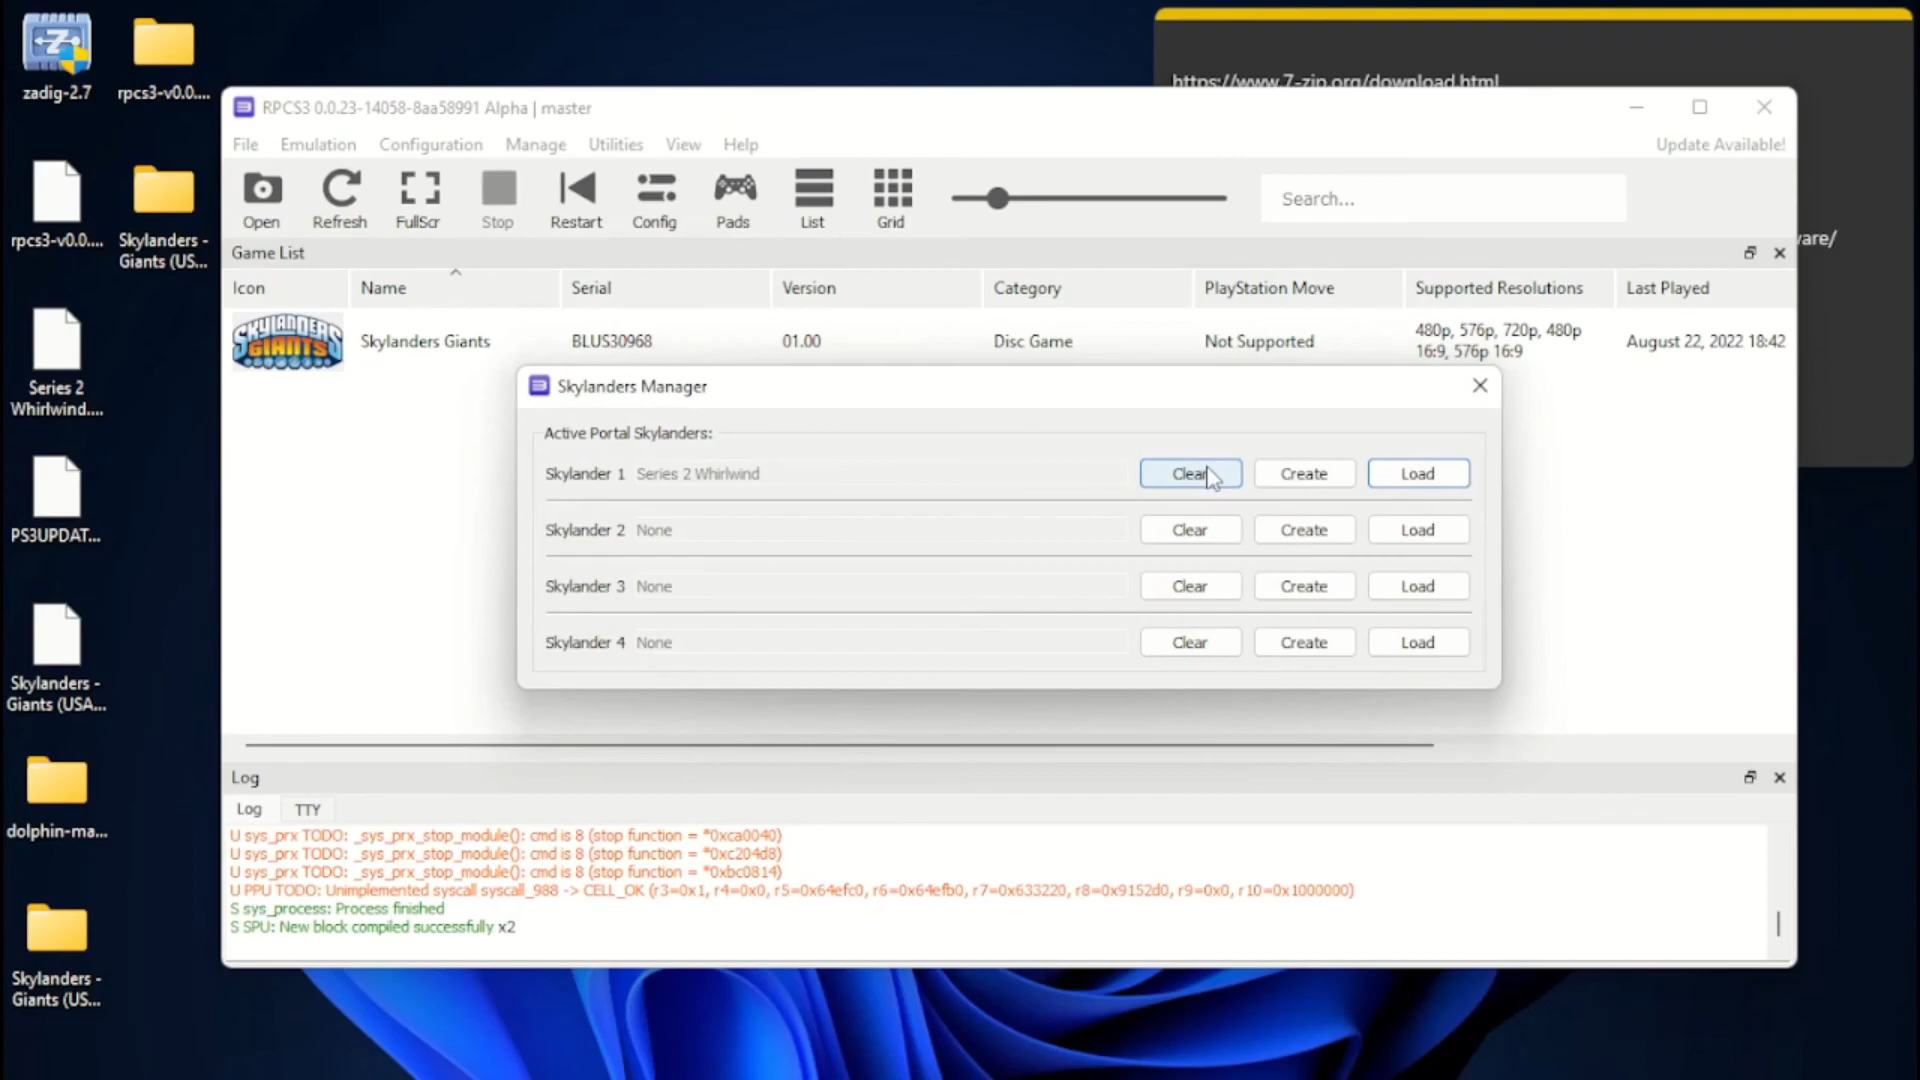 zadig-2.7
rpcs3-v0.0....
rpcs3-v0.0....
Skylanders -
Giants (US...
Series 2
Whirlwind....
PS3UPDAT...
Skylanders -
Giants (USA...
dolphin-ma...
Skylanders -
Giants (US...
https://www.7-zip.org/download.html
ware/
RPCS3 0.0.23-14058-8aa58991 Alpha | master
File Emulation Configuration Manage Utilities View Help Update Available!
Open Refresh FullScr Stop Restart Config Pads List Grid Search...
Game List
Icon Name Serial Version Category PlayStation Move Supported Resolutions Last Played
SKYLANDERS
GIANTS
Skylanders Giants BLUS30968 01.00 Disc Game Not Supported 480p, 576p, 720p, 480p
16:9, 576p 16:9 August 22, 2022 18:42
Skylanders Manager
Active Portal Skylanders:
Skylander 1 Series 2 Whirlwind Clear Create Load
Skylander 2 None Clear Create Load
Skylander 3 None Clear Create Load
Skylander 4 None Clear Create Load
Log
Log TTY
U sys_prx TODO: _sys_prx_stop_module(): cmd is 8 (stop function = *0xca0040)
U sys_prx TODO: _sys_prx_stop_module(): cmd is 8 (stop function = *0xc204d8)
U sys_prx TODO: _sys_prx_stop_module(): cmd is 8 (stop function = *0xbc0814)
U PPU TODO: Unimplemented syscall syscall_988 -> CELL_OK (r3=0x1, r4=0x0, r5=0x64efc0, r6=0x64efb0, r7=0x633220, r8=0x9152d0, r9=0x0, r10=0x1000000)
S sys_process: Process finished
S SPU: New block compiled successfully x2